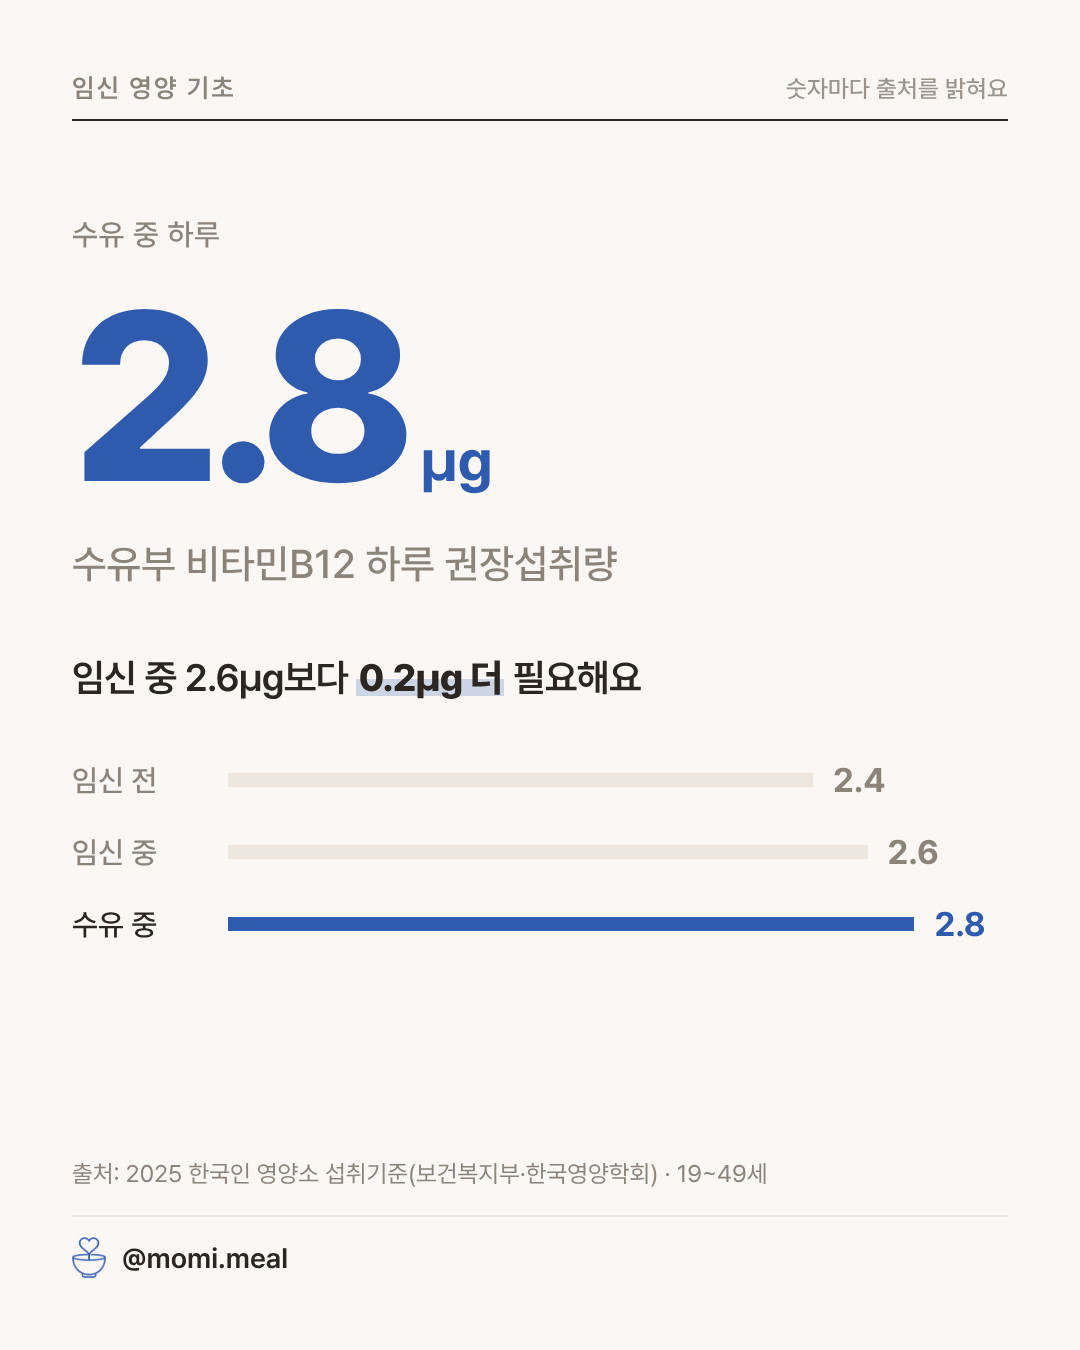 임신 영양 기초
숫자마다 출처를 밝혀요
수유 중 하루
2.8 µg
수유부 비타민B12 하루 권장섭취량
임신 중 2.6µg보다 0.2µg 더 필요해요
임신 전 2.4
임신 중 2.6
수유 중 2.8
출처: 2025 한국인 영양소 섭취기준(보건복지부·한국영양학회) · 19~49세
@momi.meal